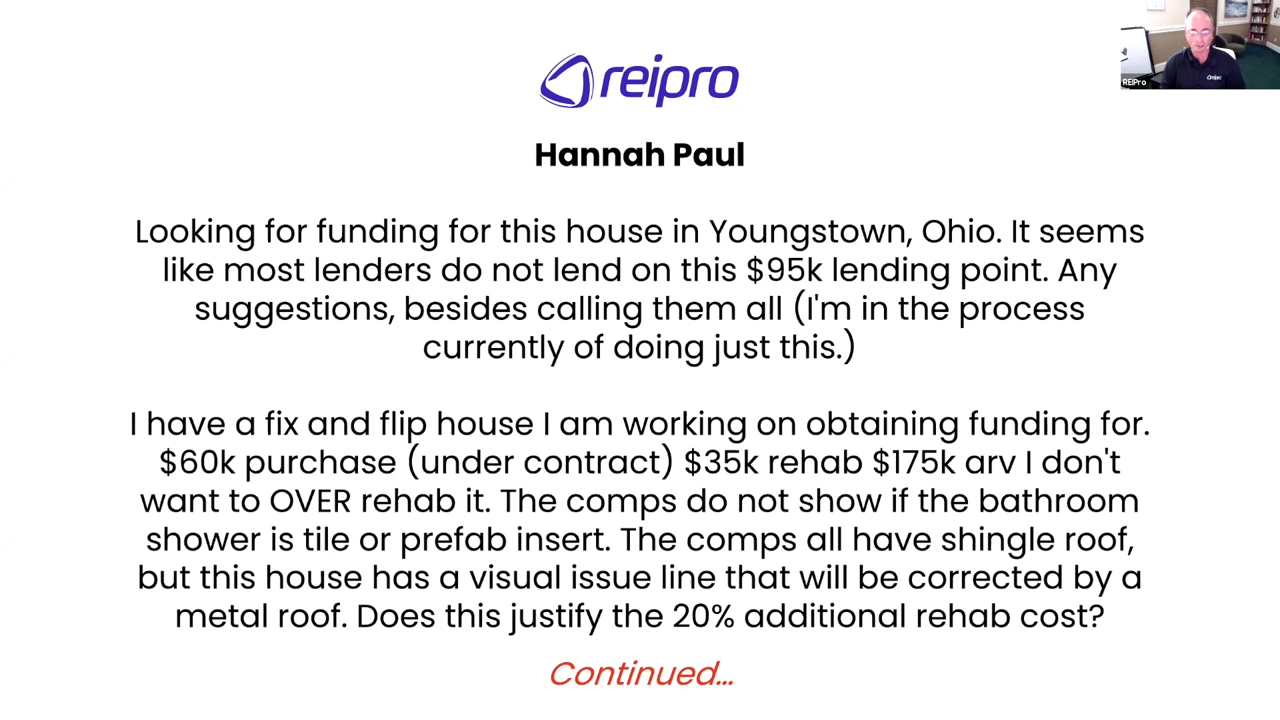 reipro
REIPro
Hannah Paul
Looking for funding for this house in Youngstown, Ohio. It seems
like most lenders do not lend on this $95k lending point. Any
suggestions, besides calling them all (I'm in the process
currently of doing just this.)
I have a fix and flip house I am working on obtaining funding for.
$60k purchase (under contract) $35k rehab $175k arv I don't
want to OVER rehab it. The comps do not show if the bathroom
shower is tile or prefab insert. The comps all have shingle roof,
but this house has a visual issue line that will be corrected by a
metal roof. Does this justify the 20% additional rehab cost?
Continued...